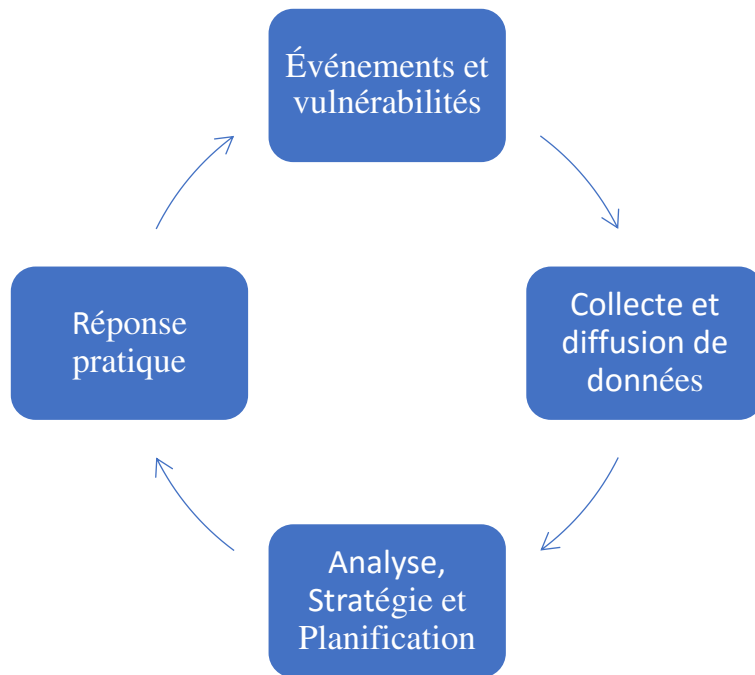 Événements et
vulnérabilités
Collecte et
diffusion de
données
Analyse,
Stratégie et
Planification
Réponse
pratique